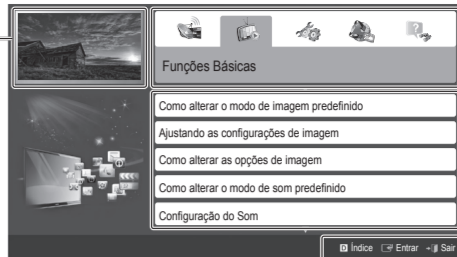 Funções Básicas
Como alterar o modo de imagem predefinido
Ajustando as configurações de imagem
Como alterar as opções de imagem
Como alterar o modo de som predefinido
Configuração do Som
D Índice Entrar Sair